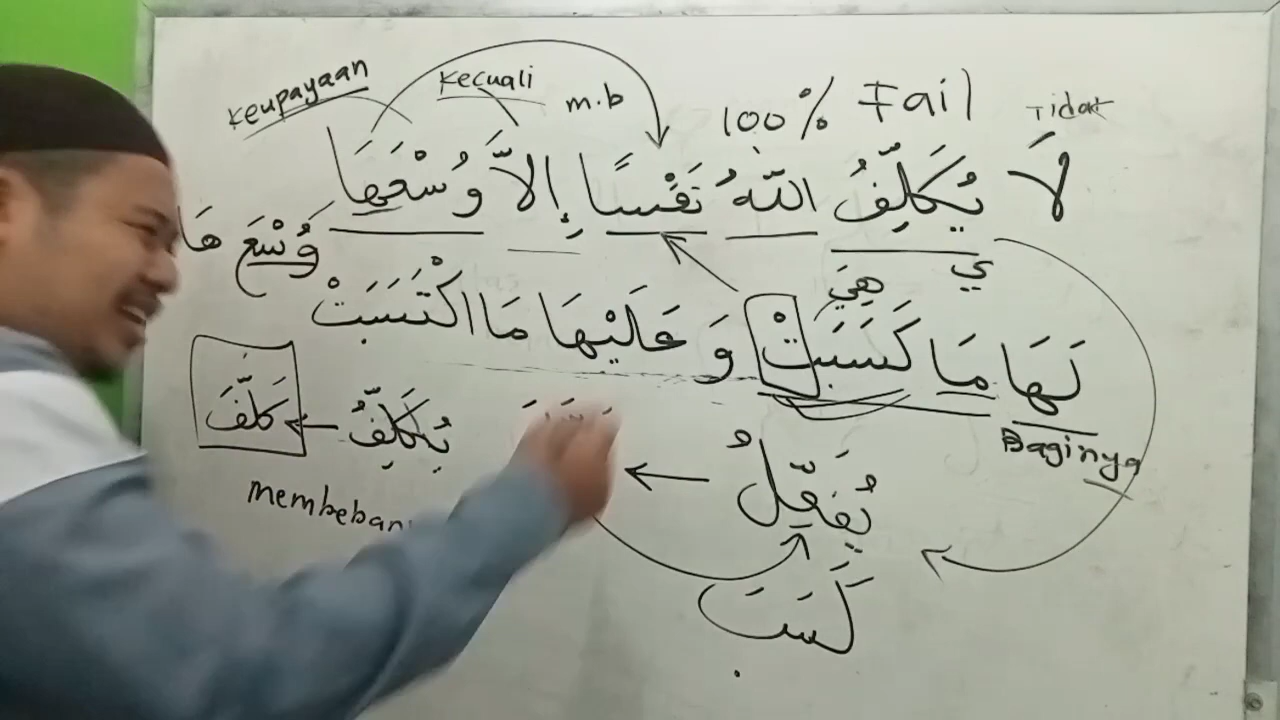 keupayaan kecuali m.b 100% Fail Tidak
لَا يُكَلِّفُ اللّٰهُ نَفْسًا إِلَّا وُسْعَهَا
وُسْعَ هَا
هِيَ ي
لَهَا مَا كَسَبَتْ وَ عَلَيْهَا مَا اكْتَسَبَتْ
Baginya
يُكَلِّفُ كَلَّفَ
يُفَعِّلُ
membeban
كَسَبَ